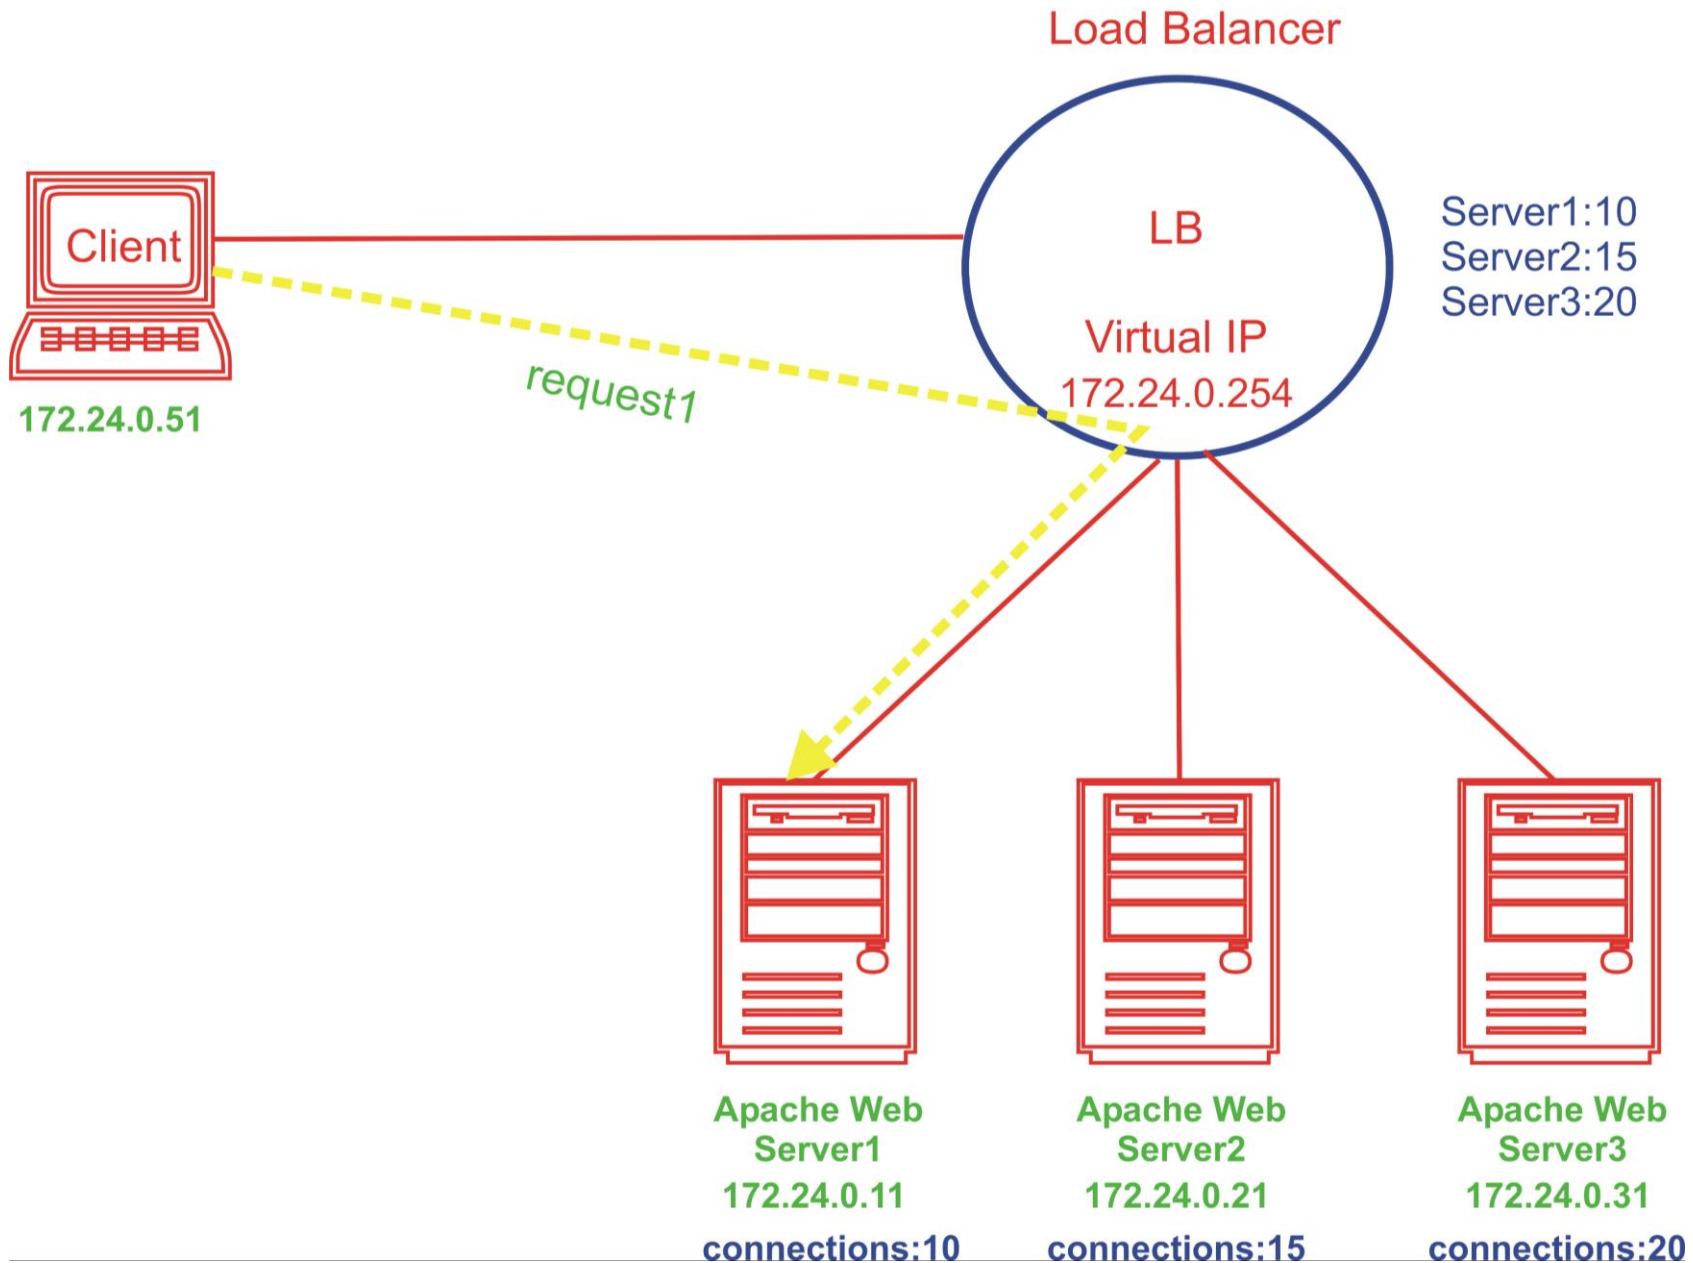 Load Balancer
Client
172.24.0.51
request1
LB
Virtual IP
172.24.0.254
Server1:10
Server2:15
Server3:20
Apache Web
Server1
172.24.0.11
connections:10
Apache Web
Server2
172.24.0.21
connections:15
Apache Web
Server3
172.24.0.31
connections:20